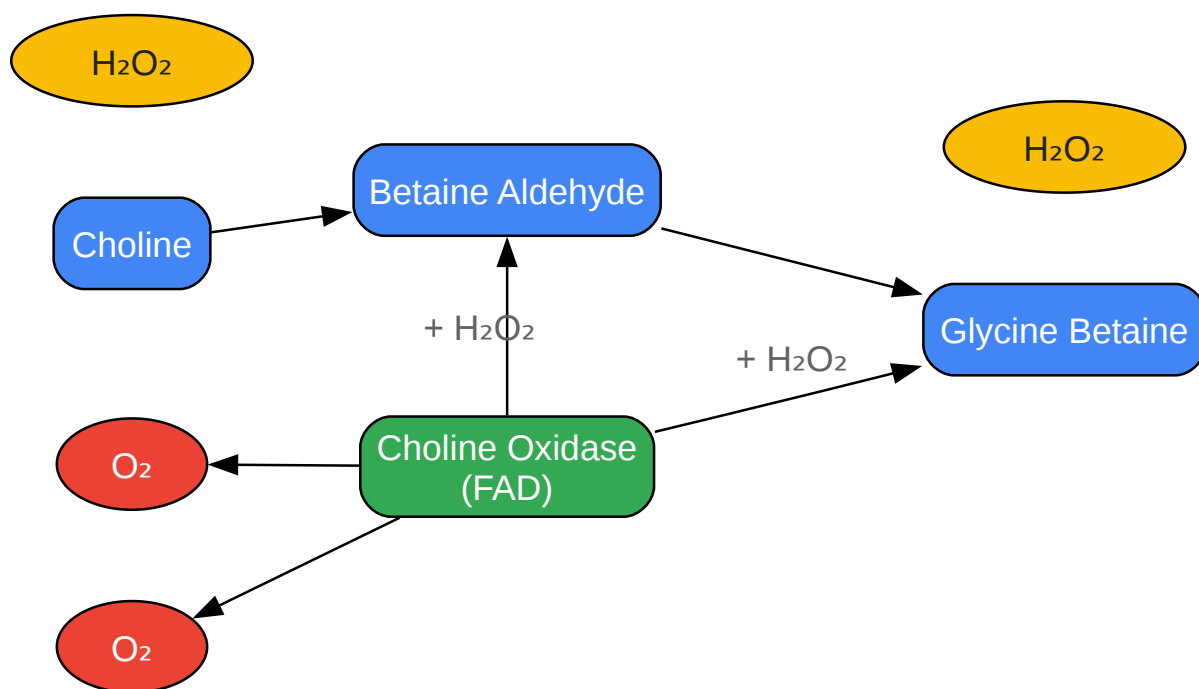 H₂O₂
H₂O₂
Betaine Aldehyde
Choline
Glycine Betaine
+ H₂O₂
+ H₂O₂
Choline Oxidase
(FAD)
O₂
O₂